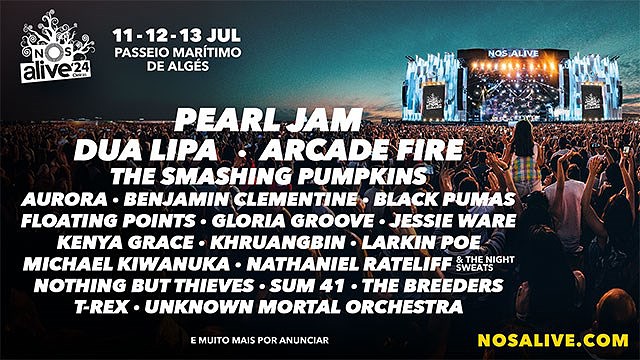 NOS
alive'24
Oeiras
11 - 12 - 13 JUL
PASSEIO MARÍTIMO
DE ALGÉS
NOS ALIVE
PEARL JAM
DUA LIPA • ARCADE FIRE
THE SMASHING PUMPKINS
AURORA • BENJAMIN CLEMENTINE • BLACK PUMAS
FLOATING POINTS • GLORIA GROOVE • JESSIE WARE
KENYA GRACE • KHRUANGBIN • LARKIN POE
MICHAEL KIWANUKA • NATHANIEL RATELIFF & THE NIGHT SWEATS
NOTHING BUT THIEVES • SUM 41 • THE BREEDERS
T-REX • UNKNOWN MORTAL ORCHESTRA
E MUITO MAIS POR ANUNCIAR
NOSALIVE.COM